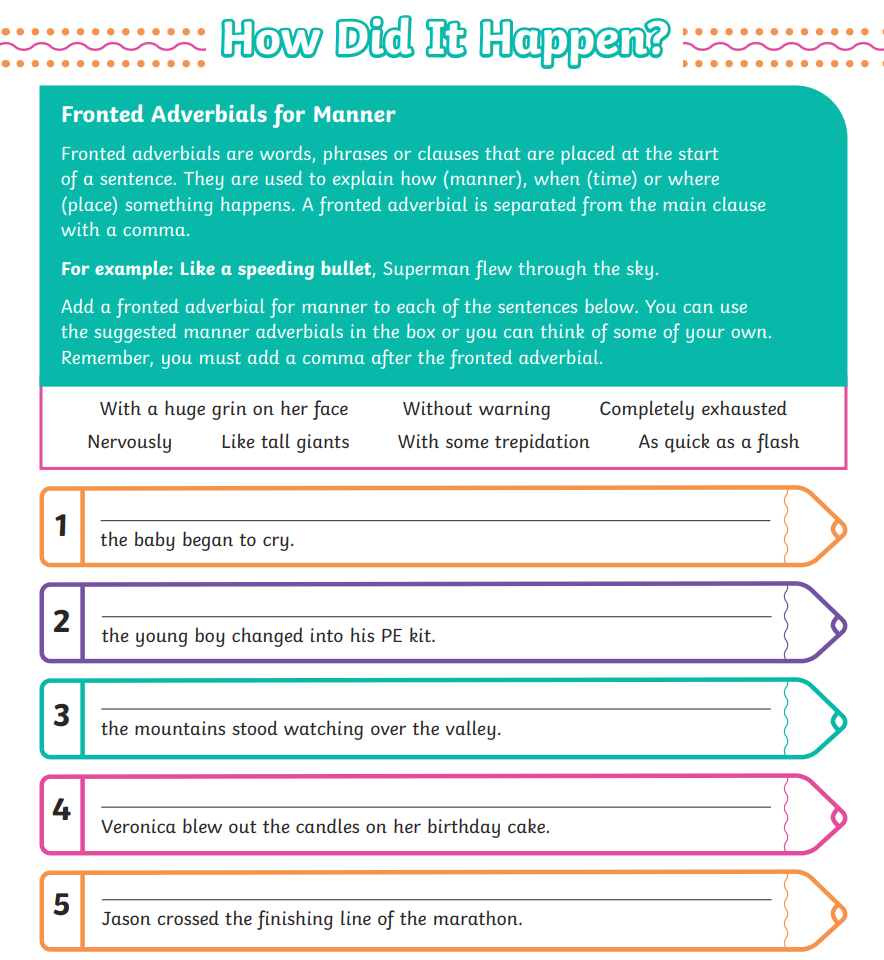 How Did It Happen?
Fronted Adverbials for Manner
Fronted adverbials are words, phrases or clauses that are placed at the start
of a sentence. They are used to explain how (manner), when (time) or where
(place) something happens. A fronted adverbial is separated from the main clause
with a comma.
For example: Like a speeding bullet, Superman flew through the sky.
Add a fronted adverbial for manner to each of the sentences below. You can use
the suggested manner adverbials in the box or you can think of some of your own.
Remember, you must add a comma after the fronted adverbial.
With a huge grin on her face Without warning Completely exhausted
Nervously Like tall giants With some trepidation As quick as a flash
1
the baby began to cry.
2
the young boy changed into his PE kit.
3
the mountains stood watching over the valley.
4
Veronica blew out the candles on her birthday cake.
5
Jason crossed the finishing line of the marathon.